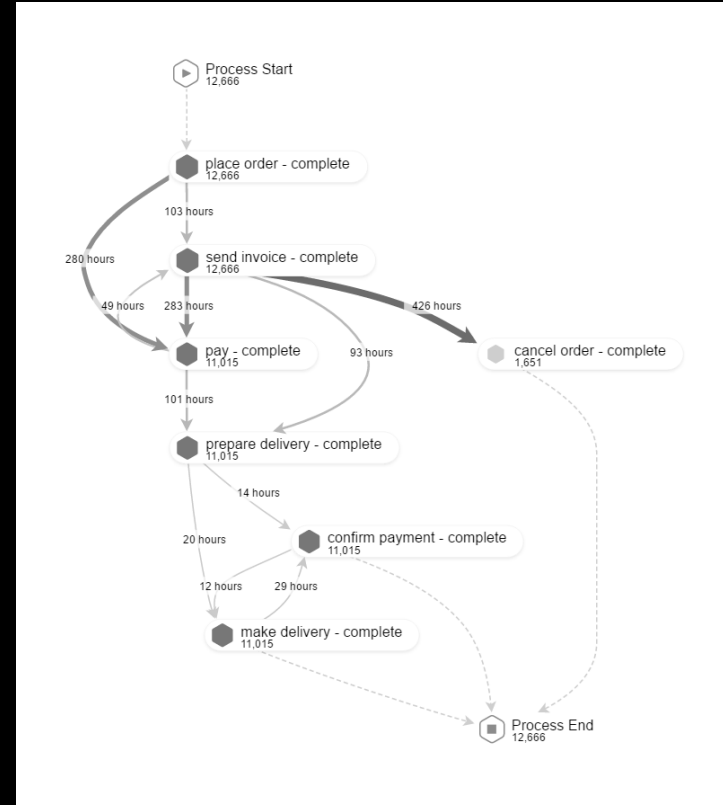 Process Start
12,666
place order - complete
12,666
103 hours
280 hours
send invoice - complete
12,666
49 hours
283 hours
426 hours
pay - complete
11,015
93 hours
cancel order - complete
1,651
101 hours
prepare delivery - complete
11,015
14 hours
20 hours
confirm payment - complete
11,015
12 hours
29 hours
make delivery - complete
11,015
Process End
12,666